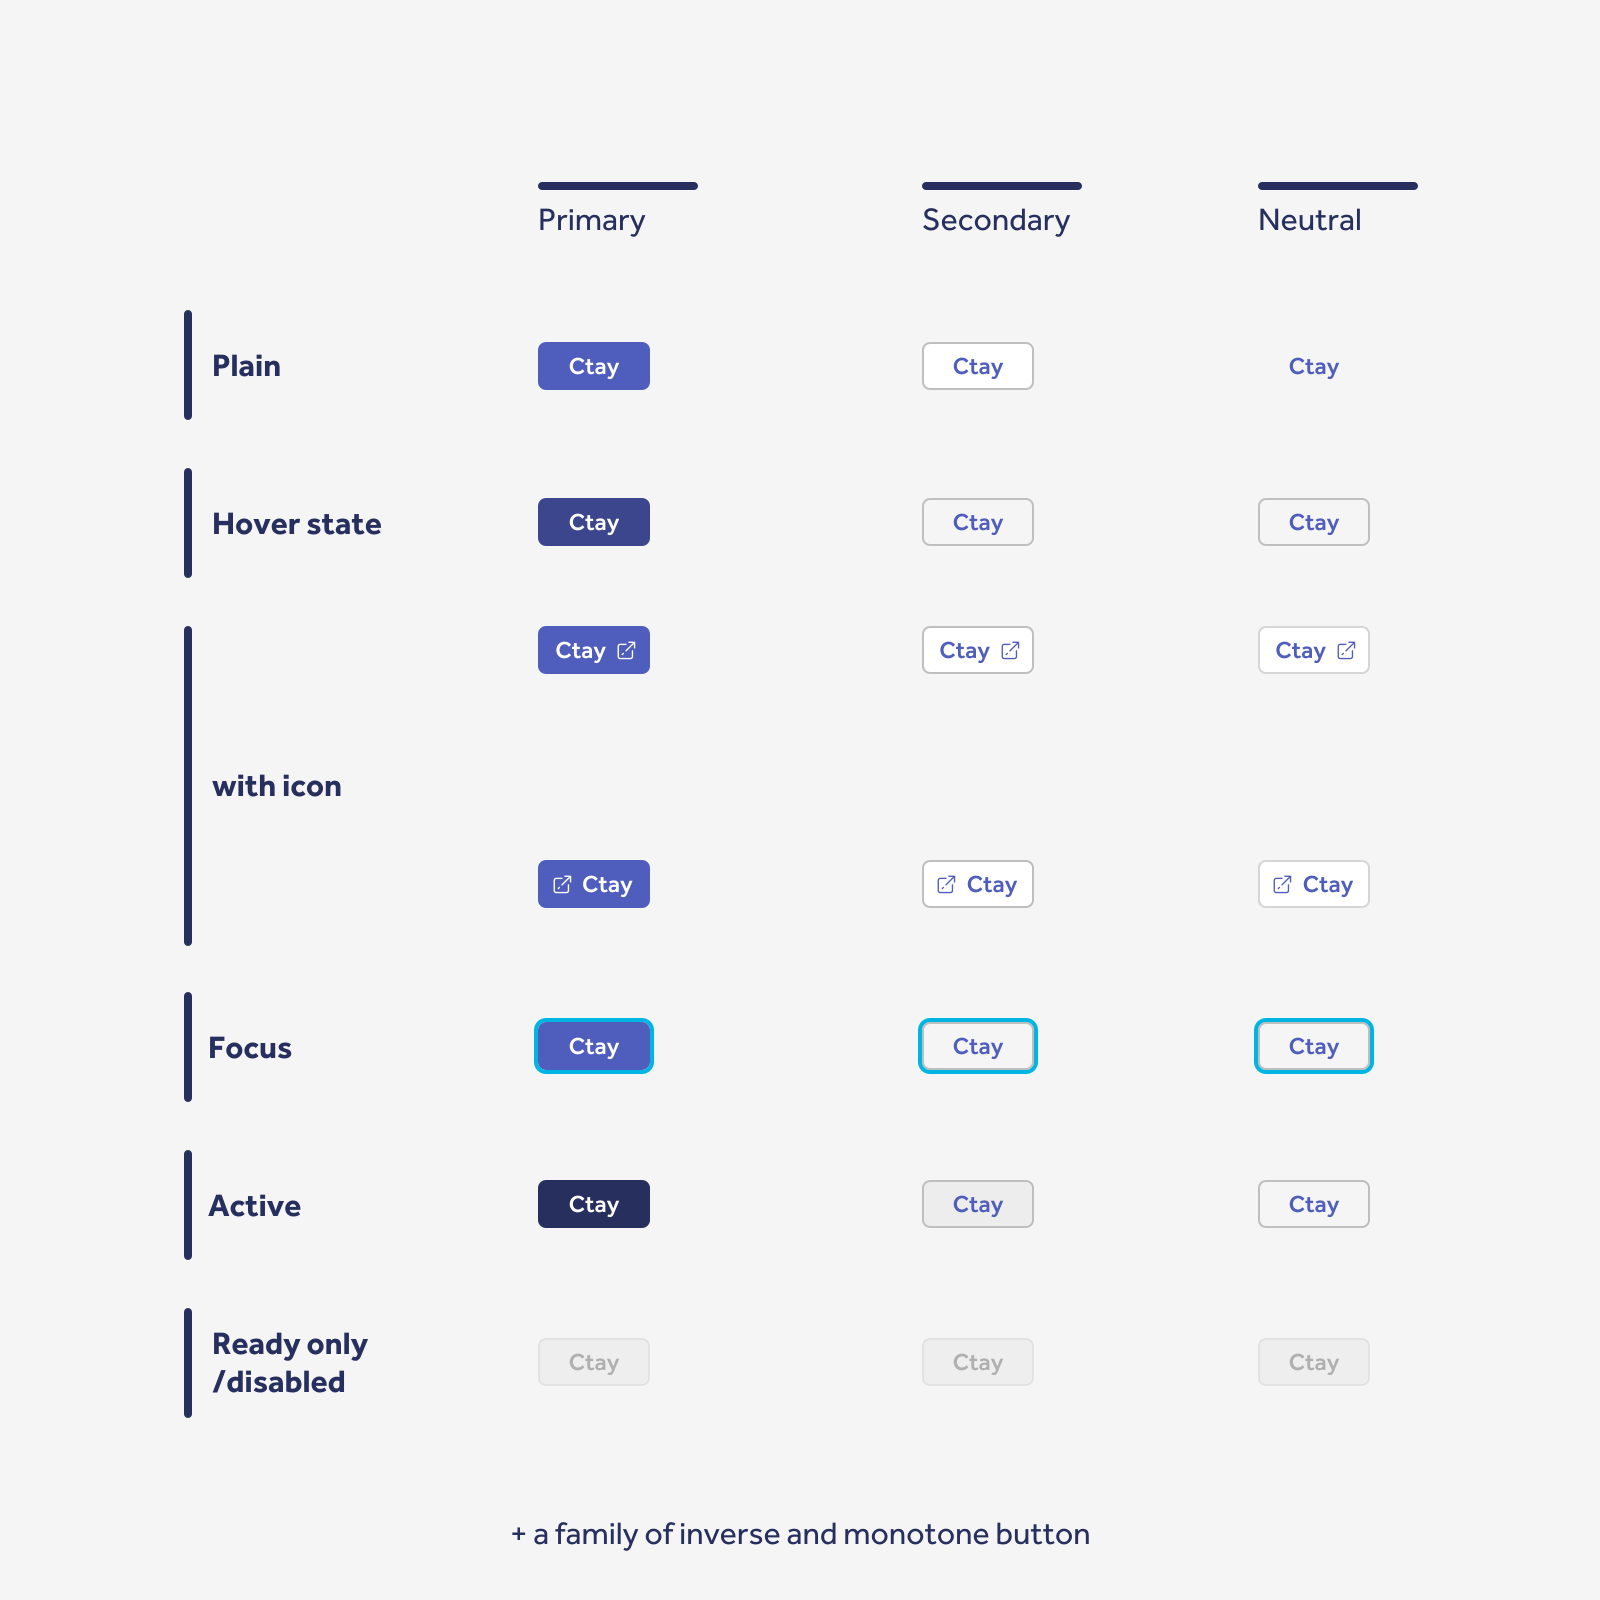 Primary Secondary Neutral
Plain Ctay Ctay Ctay
Hover state Ctay Ctay Ctay
Ctay Ctay Ctay
with icon
Ctay Ctay Ctay
Focus Ctay Ctay Ctay
Active Ctay Ctay Ctay
Ready only
/disabled Ctay Ctay Ctay
+ a family of inverse and monotone button